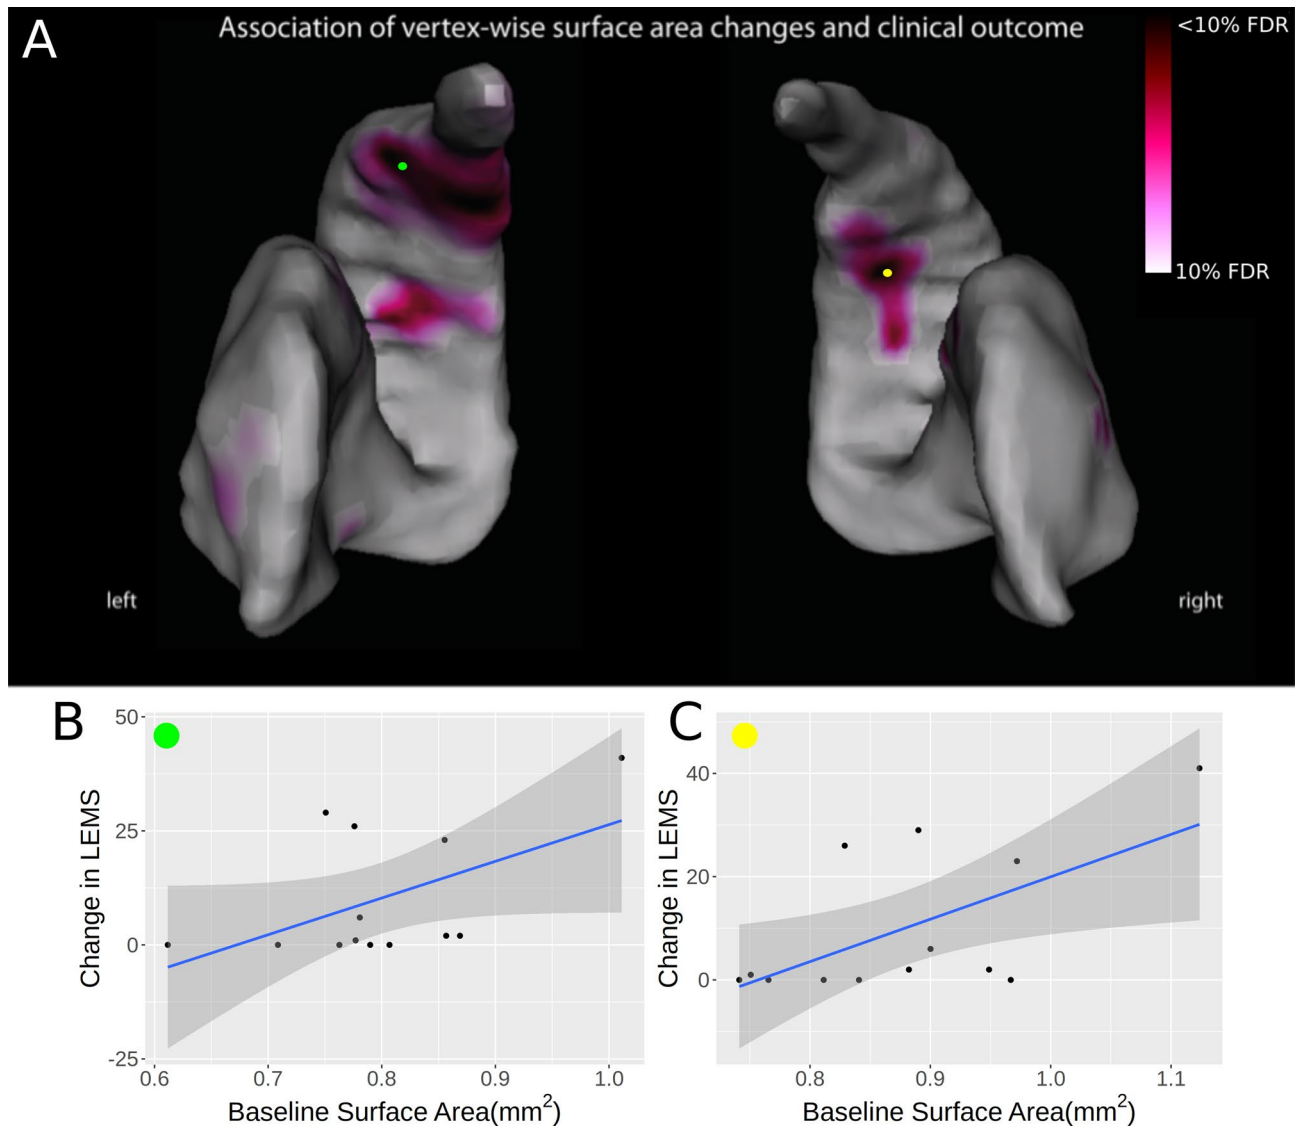 A
Association of vertex-wise surface area changes and clinical outcome
<10% FDR
10% FDR
left
right
B
50
25
0
-25
0.6 0.7 0.8 0.9 1.0
Change in LEMS
Baseline Surface Area(mm²)
C
40
20
0
0.8 0.9 1.0 1.1
Change in LEMS
Baseline Surface Area(mm²)